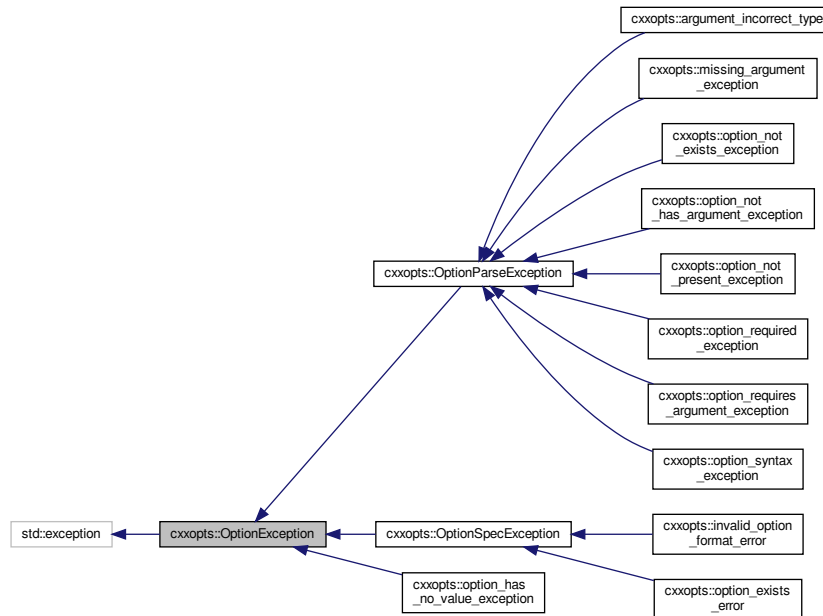 cxxopts::argument_incorrect_type
cxxopts::missing_argument
_exception
cxxopts::option_not
_exists_exception
cxxopts::option_not
_has_argument_exception
cxxopts::OptionParseException
cxxopts::option_not
_present_exception
cxxopts::option_required
_exception
cxxopts::option_requires
_argument_exception
cxxopts::option_syntax
_exception
std::exception
cxxopts::OptionException
cxxopts::OptionSpecException
cxxopts::invalid_option
_format_error
cxxopts::option_has
_no_value_exception
cxxopts::option_exists
_error